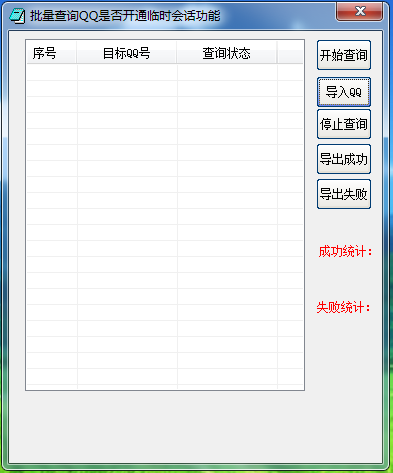 批量查询QQ是否开通临时会话功能
序号 目标QQ号 查询状态
开始查询
导入QQ
停止查询
导出成功
导出失败
成功统计：
失败统计：